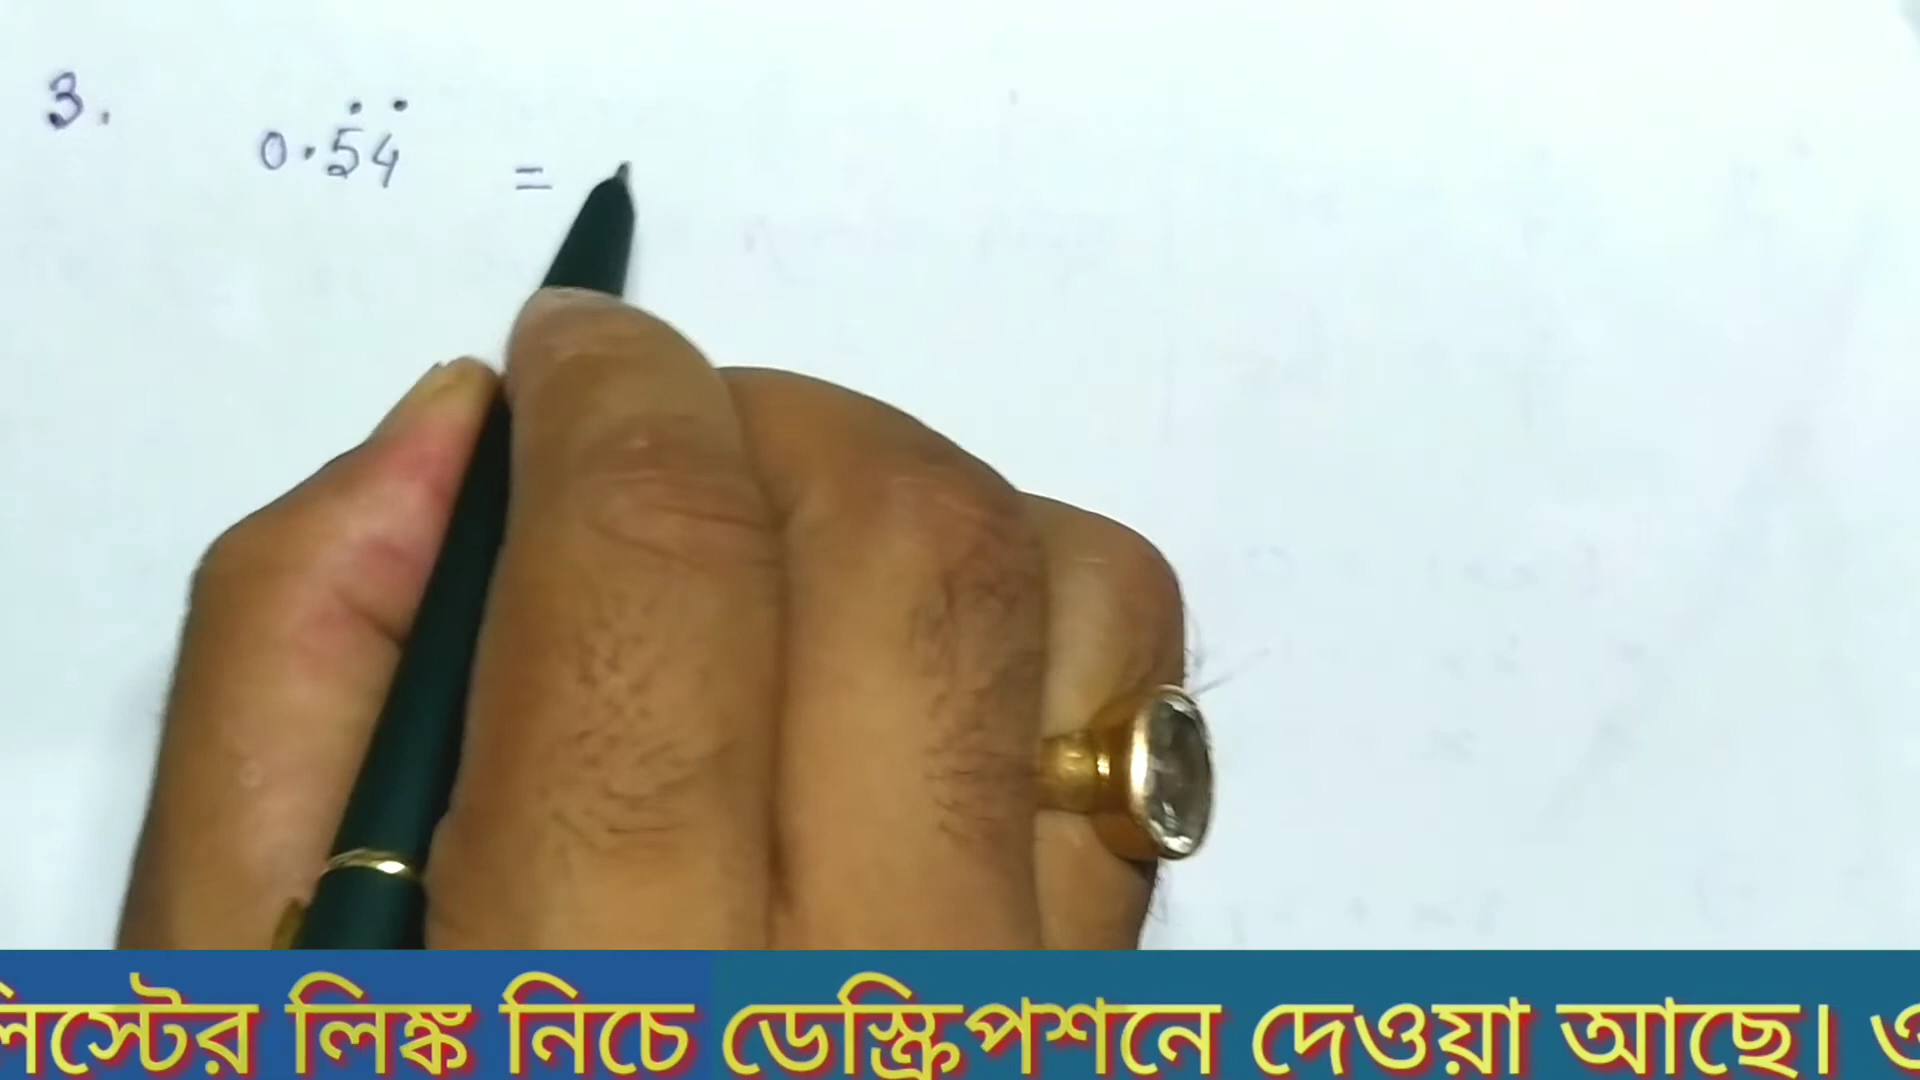 3. 0.5̇4̇ =
লিস্টের লিঙ্ক নিচে ডেস্ক্রিপশনে দেওয়া আছে।